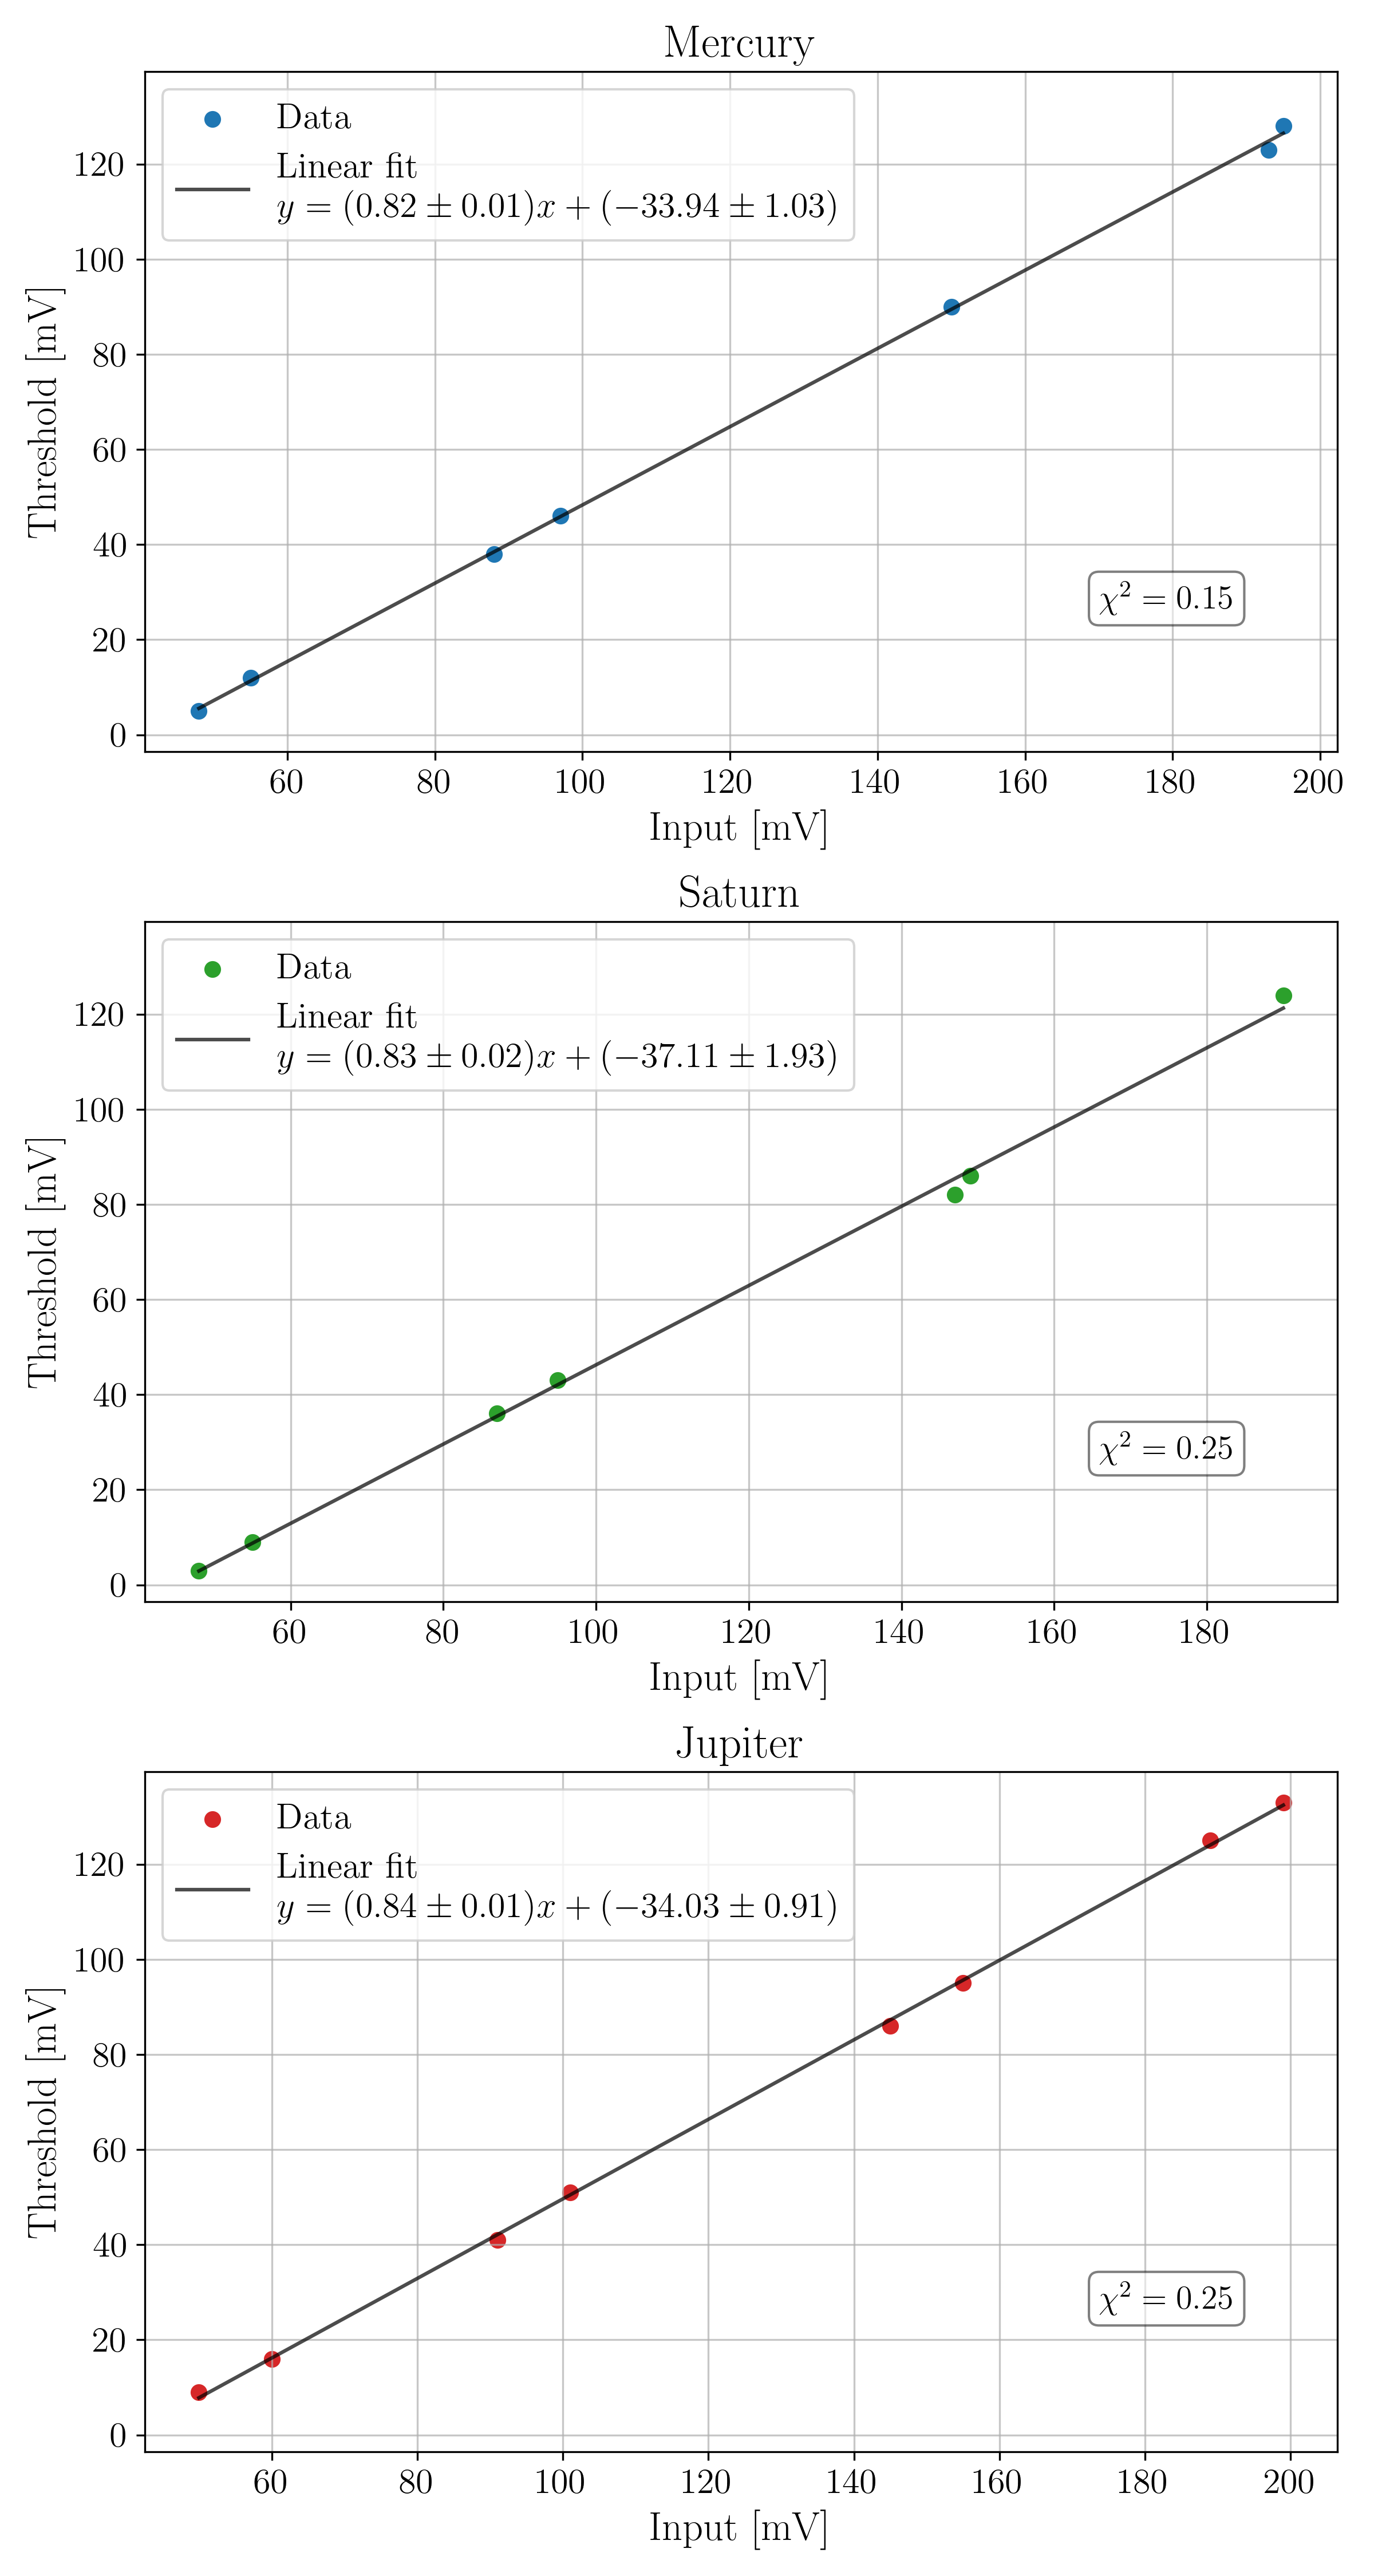 Mercury
Data
Linear fit
y = (0.82 ± 0.01)x + (−33.94 ± 1.03)
120
100
80
60
40
20
0
Threshold [mV]
χ² = 0.15
60 80 100 120 140 160 180 200
Input [mV]
Saturn
Data
Linear fit
y = (0.83 ± 0.02)x + (−37.11 ± 1.93)
120
100
80
60
40
20
0
Threshold [mV]
χ² = 0.25
60 80 100 120 140 160 180
Input [mV]
Jupiter
Data
Linear fit
y = (0.84 ± 0.01)x + (−34.03 ± 0.91)
120
100
80
60
40
20
0
Threshold [mV]
χ² = 0.25
60 80 100 120 140 160 180 200
Input [mV]